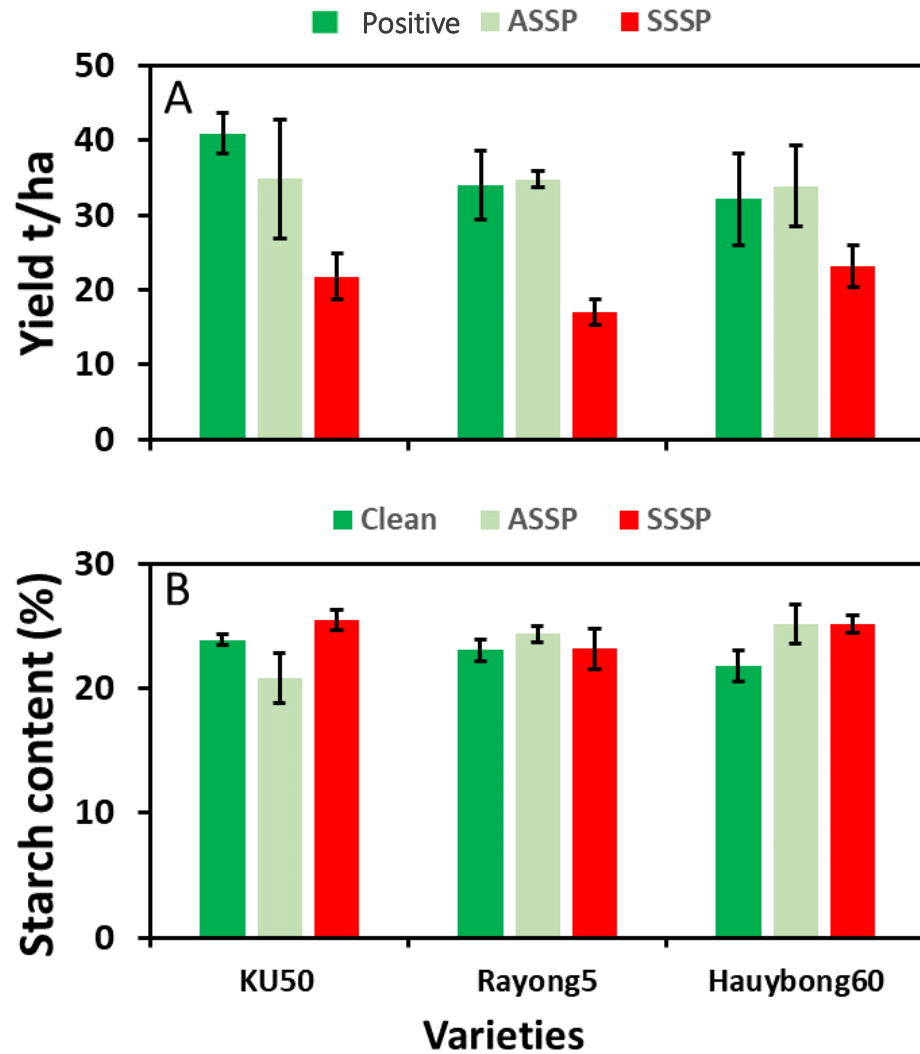 Positive ASSP SSSP
A
Yield t/ha
50
40
30
20
10
0
Clean ASSP SSSP
B
Starch content (%)
30
20
10
0
KU50 Rayong5 Hauybong60
Varieties